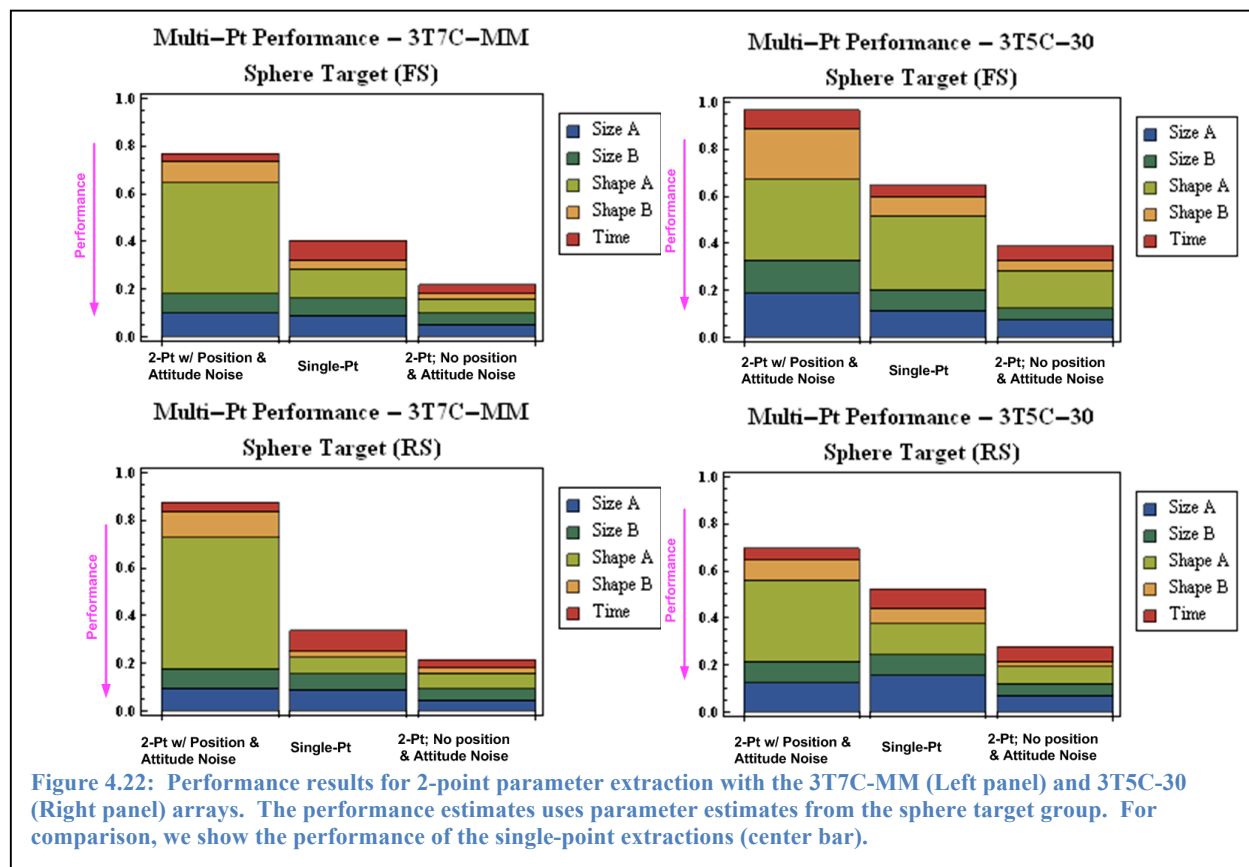 Multi-Pt Performance - 3T7C-MM
Sphere Target (FS)
1.0
0.8
0.6
0.4
0.2
0.0
Performance
Size A
Size B
Shape A
Shape B
Time
2-Pt w/ Position &
Attitude Noise
Single-Pt
2-Pt; No position
& Attitude Noise
Multi-Pt Performance - 3T5C-30
Sphere Target (FS)
1.0
0.8
0.6
0.4
0.2
0.0
Performance
Size A
Size B
Shape A
Shape B
Time
2-Pt w/ Position &
Attitude Noise
Single-Pt
2-Pt; No position
& Attitude Noise
Multi-Pt Performance - 3T7C-MM
Sphere Target (RS)
1.0
0.8
0.6
0.4
0.2
0.0
Performance
Size A
Size B
Shape A
Shape B
Time
2-Pt w/ Position &
Attitude Noise
Single-Pt
2-Pt; No position
& Attitude Noise
Multi-Pt Performance - 3T5C-30
Sphere Target (RS)
1.0
0.8
0.6
0.4
0.2
0.0
Performance
Size A
Size B
Shape A
Shape B
Time
2-Pt w/ Position &
Attitude Noise
Single-Pt
2-Pt; No position
& Attitude Noise
Figure 4.22: Performance results for 2-point parameter extraction with the 3T7C-MM (Left panel) and 3T5C-30
(Right panel) arrays. The performance estimates uses parameter estimates from the sphere target group. For
comparison, we show the performance of the single-point extractions (center bar).